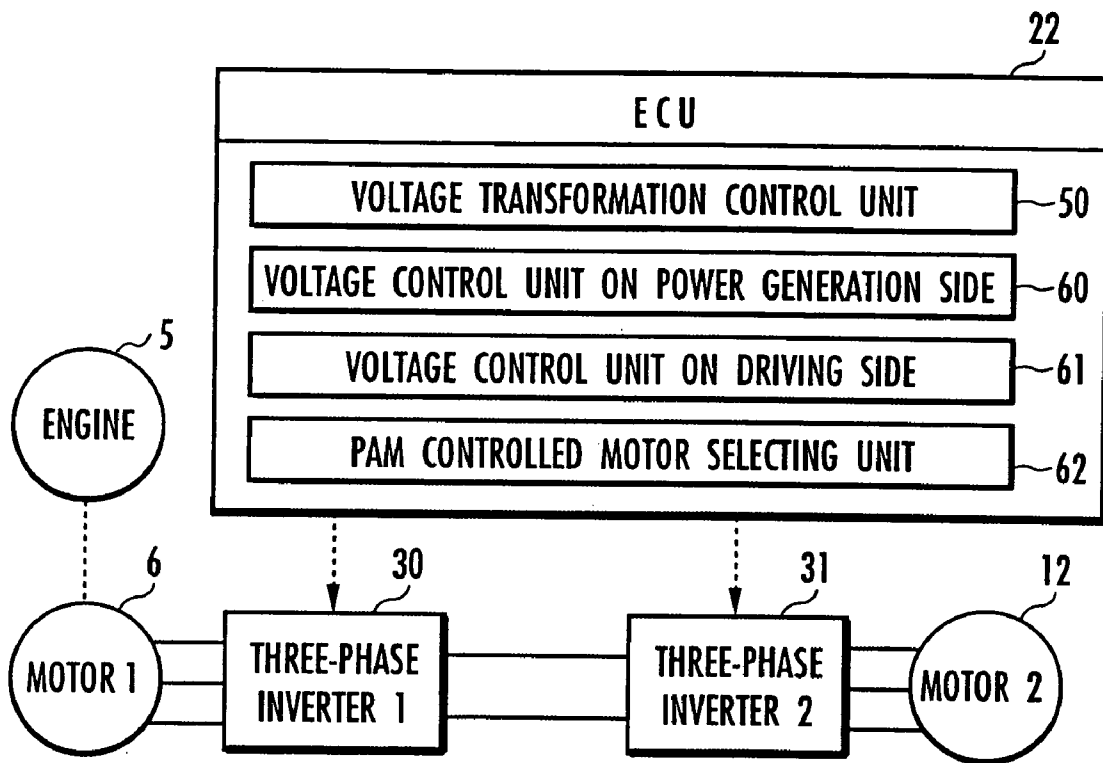 22
ECU
VOLTAGE TRANSFORMATION CONTROL UNIT
50
VOLTAGE CONTROL UNIT ON POWER GENERATION SIDE
60
5
VOLTAGE CONTROL UNIT ON DRIVING SIDE
61
ENGINE
PAM CONTROLLED MOTOR SELECTING UNIT
62
6
30
31
12
MOTOR 1
THREE-PHASE
INVERTER 1
THREE-PHASE
INVERTER 2
MOTOR 2